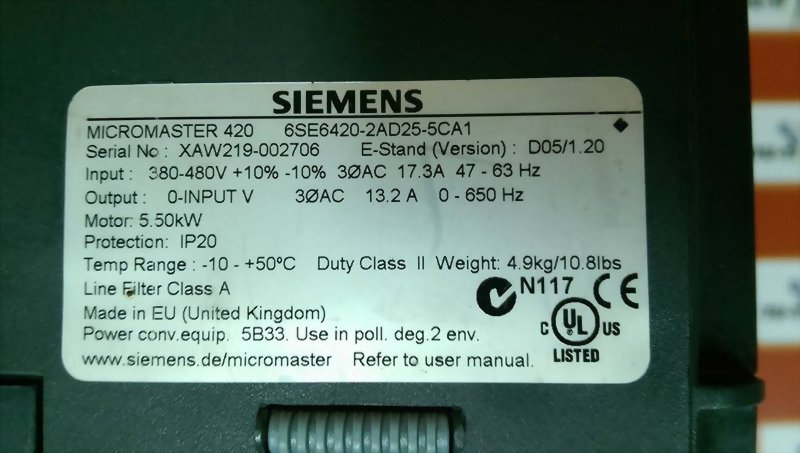 SIEMENS
MICROMASTER 420 6SE6420-2AD25-5CA1
Serial No : XAW219-002706 E-Stand (Version) : D05/1.20
Input : 380-480V +10% -10% 3ØAC 17.3A 47 - 63 Hz
Output : 0-INPUT V 3ØAC 13.2 A 0 - 650 Hz
Motor: 5.50kW
Protection: IP20
Temp Range : -10 - +50ºC Duty Class II Weight: 4.9kg/10.8lbs
Line Filter Class A
N117 CE
Made in EU (United Kingdom)
C UL US
Power conv.equip. 5B33. Use in poll. deg.2 env.
LISTED
www.siemens.de/micromaster Refer to user manual.